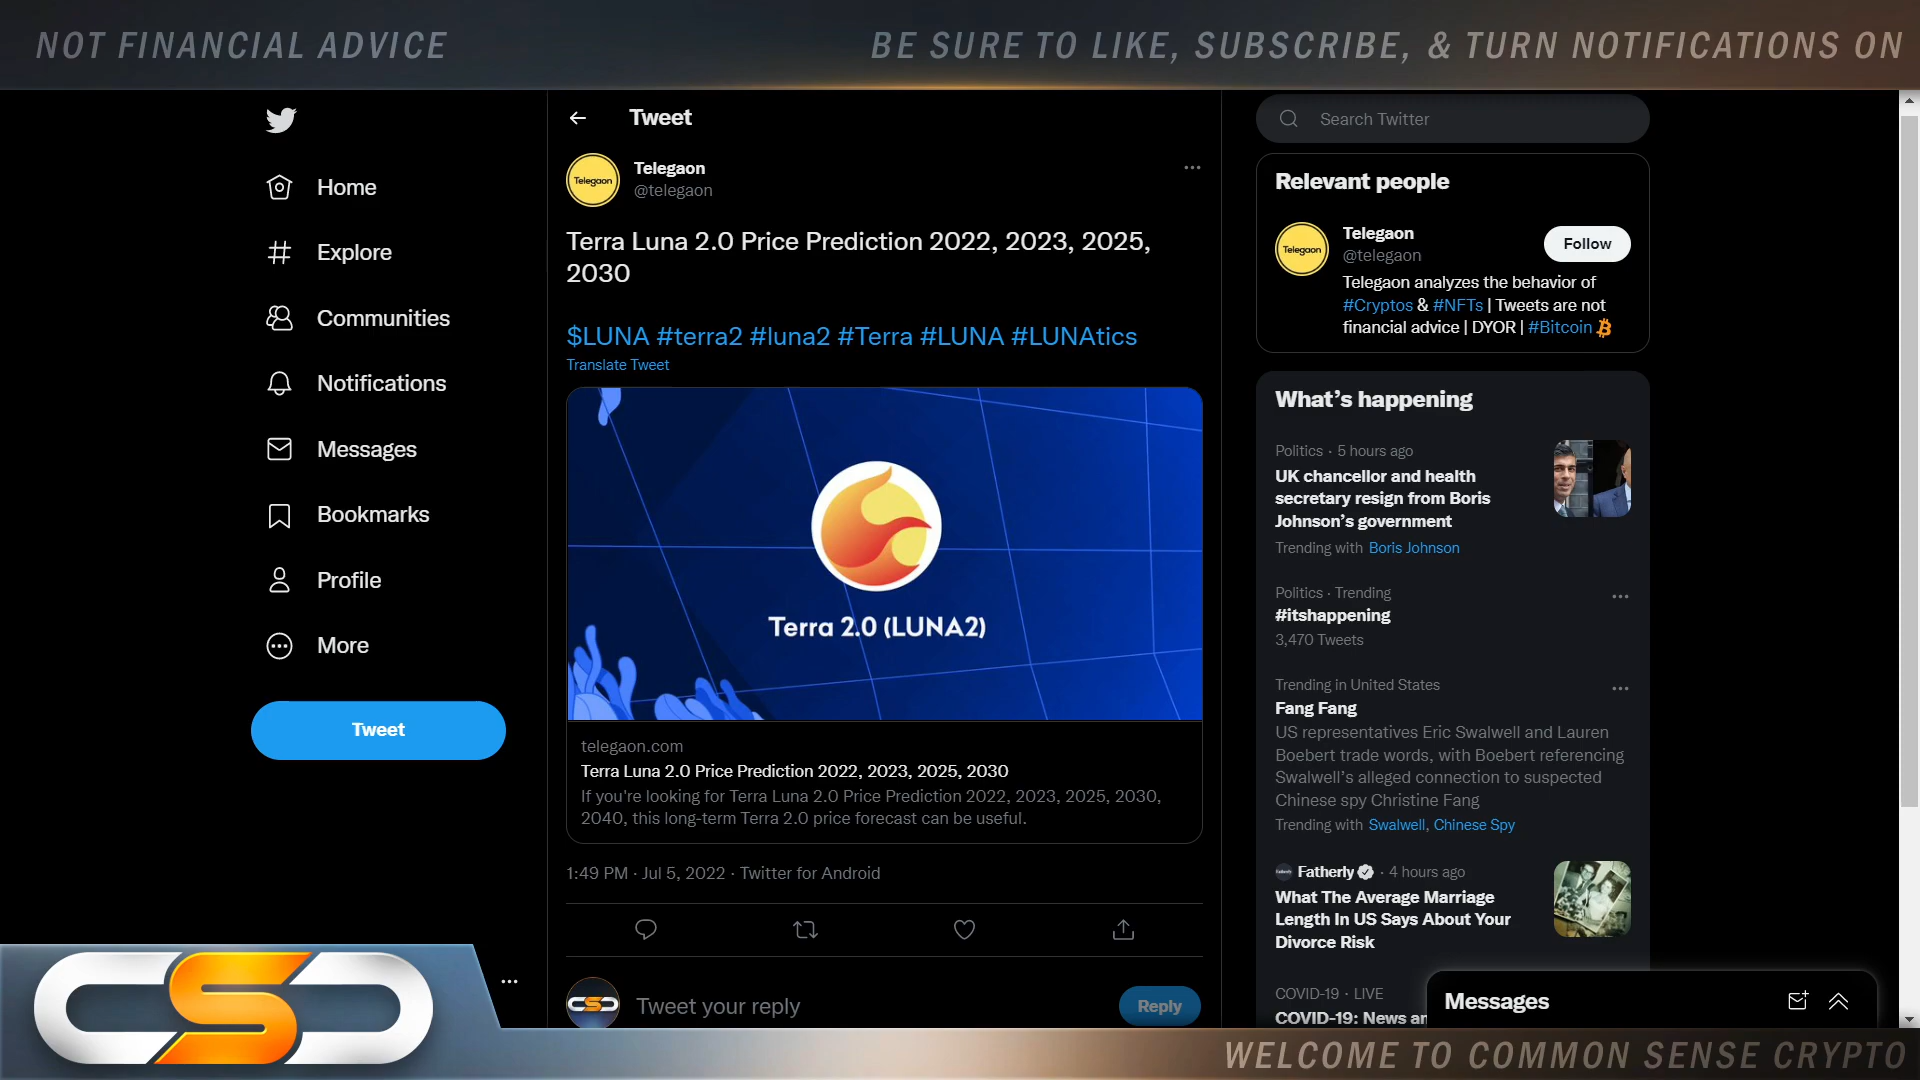 NOT FINANCIAL ADVICE
BE SURE TO LIKE, SUBSCRIBE, & TURN NOTIFICATIONS ON
Home
Explore
Communities
Notifications
Messages
Bookmarks
Profile
More
Tweet
Tweet
Telegaon
Telegaon
@telegaon
Terra Luna 2.0 Price Prediction 2022, 2023, 2025,
2030
$LUNA #terra2 #luna2 #Terra #LUNA #LUNAtics
Translate Tweet
Terra 2.0 (LUNA2)
telegaon.com
Terra Luna 2.0 Price Prediction 2022, 2023, 2025, 2030
If you're looking for Terra Luna 2.0 Price Prediction 2022, 2023, 2025, 2030,
2040, this long-term Terra 2.0 price forecast can be useful.
1:49 PM · Jul 5, 2022 · Twitter for Android
CSC
Tweet your reply
Reply
Search Twitter
Relevant people
Telegaon
Telegaon
@telegaon
Follow
Telegaon analyzes the behavior of
#Cryptos & #NFTs | Tweets are not
financial advice | DYOR | #Bitcoin
What's happening
Politics · 5 hours ago
UK chancellor and health
secretary resign from Boris
Johnson's government
Trending with Boris Johnson
Politics · Trending
#itshappening
3,470 Tweets
Trending in United States
Fang Fang
US representatives Eric Swalwell and Lauren
Boebert trade words, with Boebert referencing
Swalwell's alleged connection to suspected
Chinese spy Christine Fang
Trending with Swalwell, Chinese Spy
Fatherly · 4 hours ago
What The Average Marriage
Length In US Says About Your
Divorce Risk
COVID-19 · LIVE
COVID-19: News
Messages
CSC
WELCOME TO COMMON SENSE CRYPTO